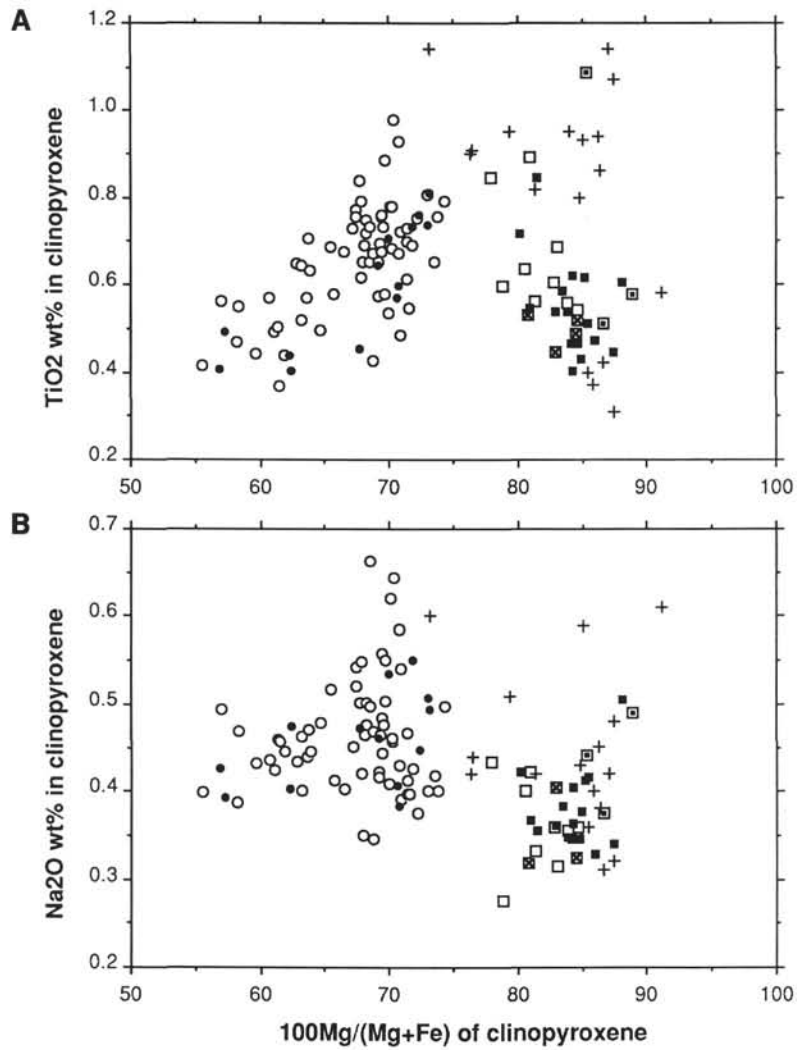 A
1.2
1.0
0.8
0.6
0.4
0.2
TiO2 wt% in clinopyroxene
50 60 70 80 90 100
B
0.7
0.6
0.5
0.4
0.3
0.2
Na2O wt% in clinopyroxene
50 60 70 80 90 100
100Mg/(Mg+Fe) of clinopyroxene